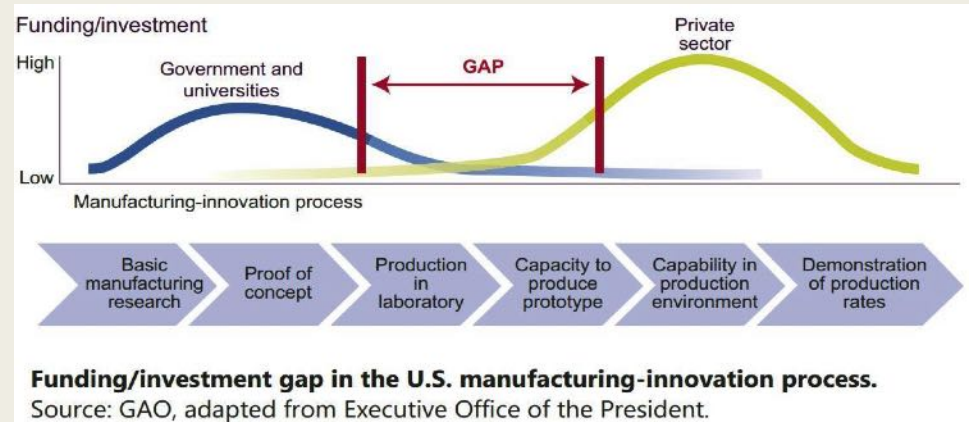 Funding/investment
High
Low
Government and
universities
GAP
Private
sector
Manufacturing-innovation process
Basic
manufacturing
research
Proof of
concept
Production
in
laboratory
Capacity to
produce
prototype
Capability in
production
environment
Demonstration
of production
rates
Funding/investment gap in the U.S. manufacturing-innovation process.
Source: GAO, adapted from Executive Office of the President.